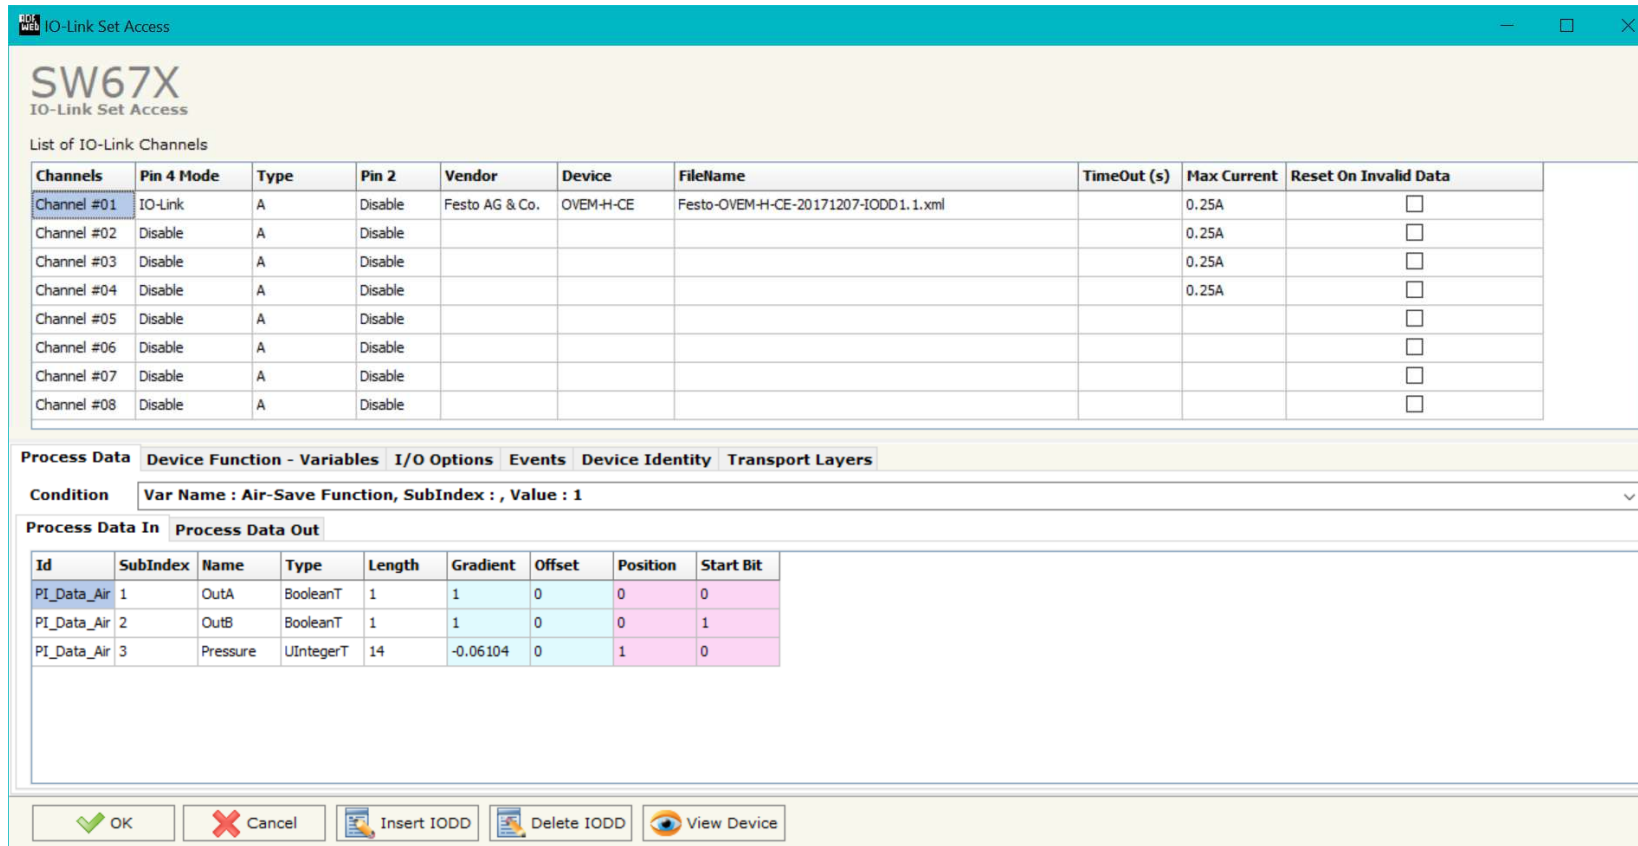 ADF WEB IO-Link Set Access
SW67X
IO-Link Set Access
List of IO-Link Channels
Channels Pin 4 Mode Type Pin 2 Vendor Device FileName TimeOut (s) Max Current Reset On Invalid Data
Channel #01 IO-Link A Disable Festo AG & Co. OVEM-H-CE Festo-OVEM-H-CE-20171207-IODD1.1.xml 0.25A
Channel #02 Disable A Disable 0.25A
Channel #03 Disable A Disable 0.25A
Channel #04 Disable A Disable 0.25A
Channel #05 Disable A Disable
Channel #06 Disable A Disable
Channel #07 Disable A Disable
Channel #08 Disable A Disable
Process Data Device Function - Variables I/O Options Events Device Identity Transport Layers
Condition Var Name : Air-Save Function, SubIndex : , Value : 1
Process Data In Process Data Out
Id SubIndex Name Type Length Gradient Offset Position Start Bit
PI_Data_Air 1 OutA BooleanT 1 1 0 0 0
PI_Data_Air 2 OutB BooleanT 1 1 0 0 1
PI_Data_Air 3 Pressure UIntegerT 14 -0.06104 0 1 0
OK Cancel Insert IODD Delete IODD View Device